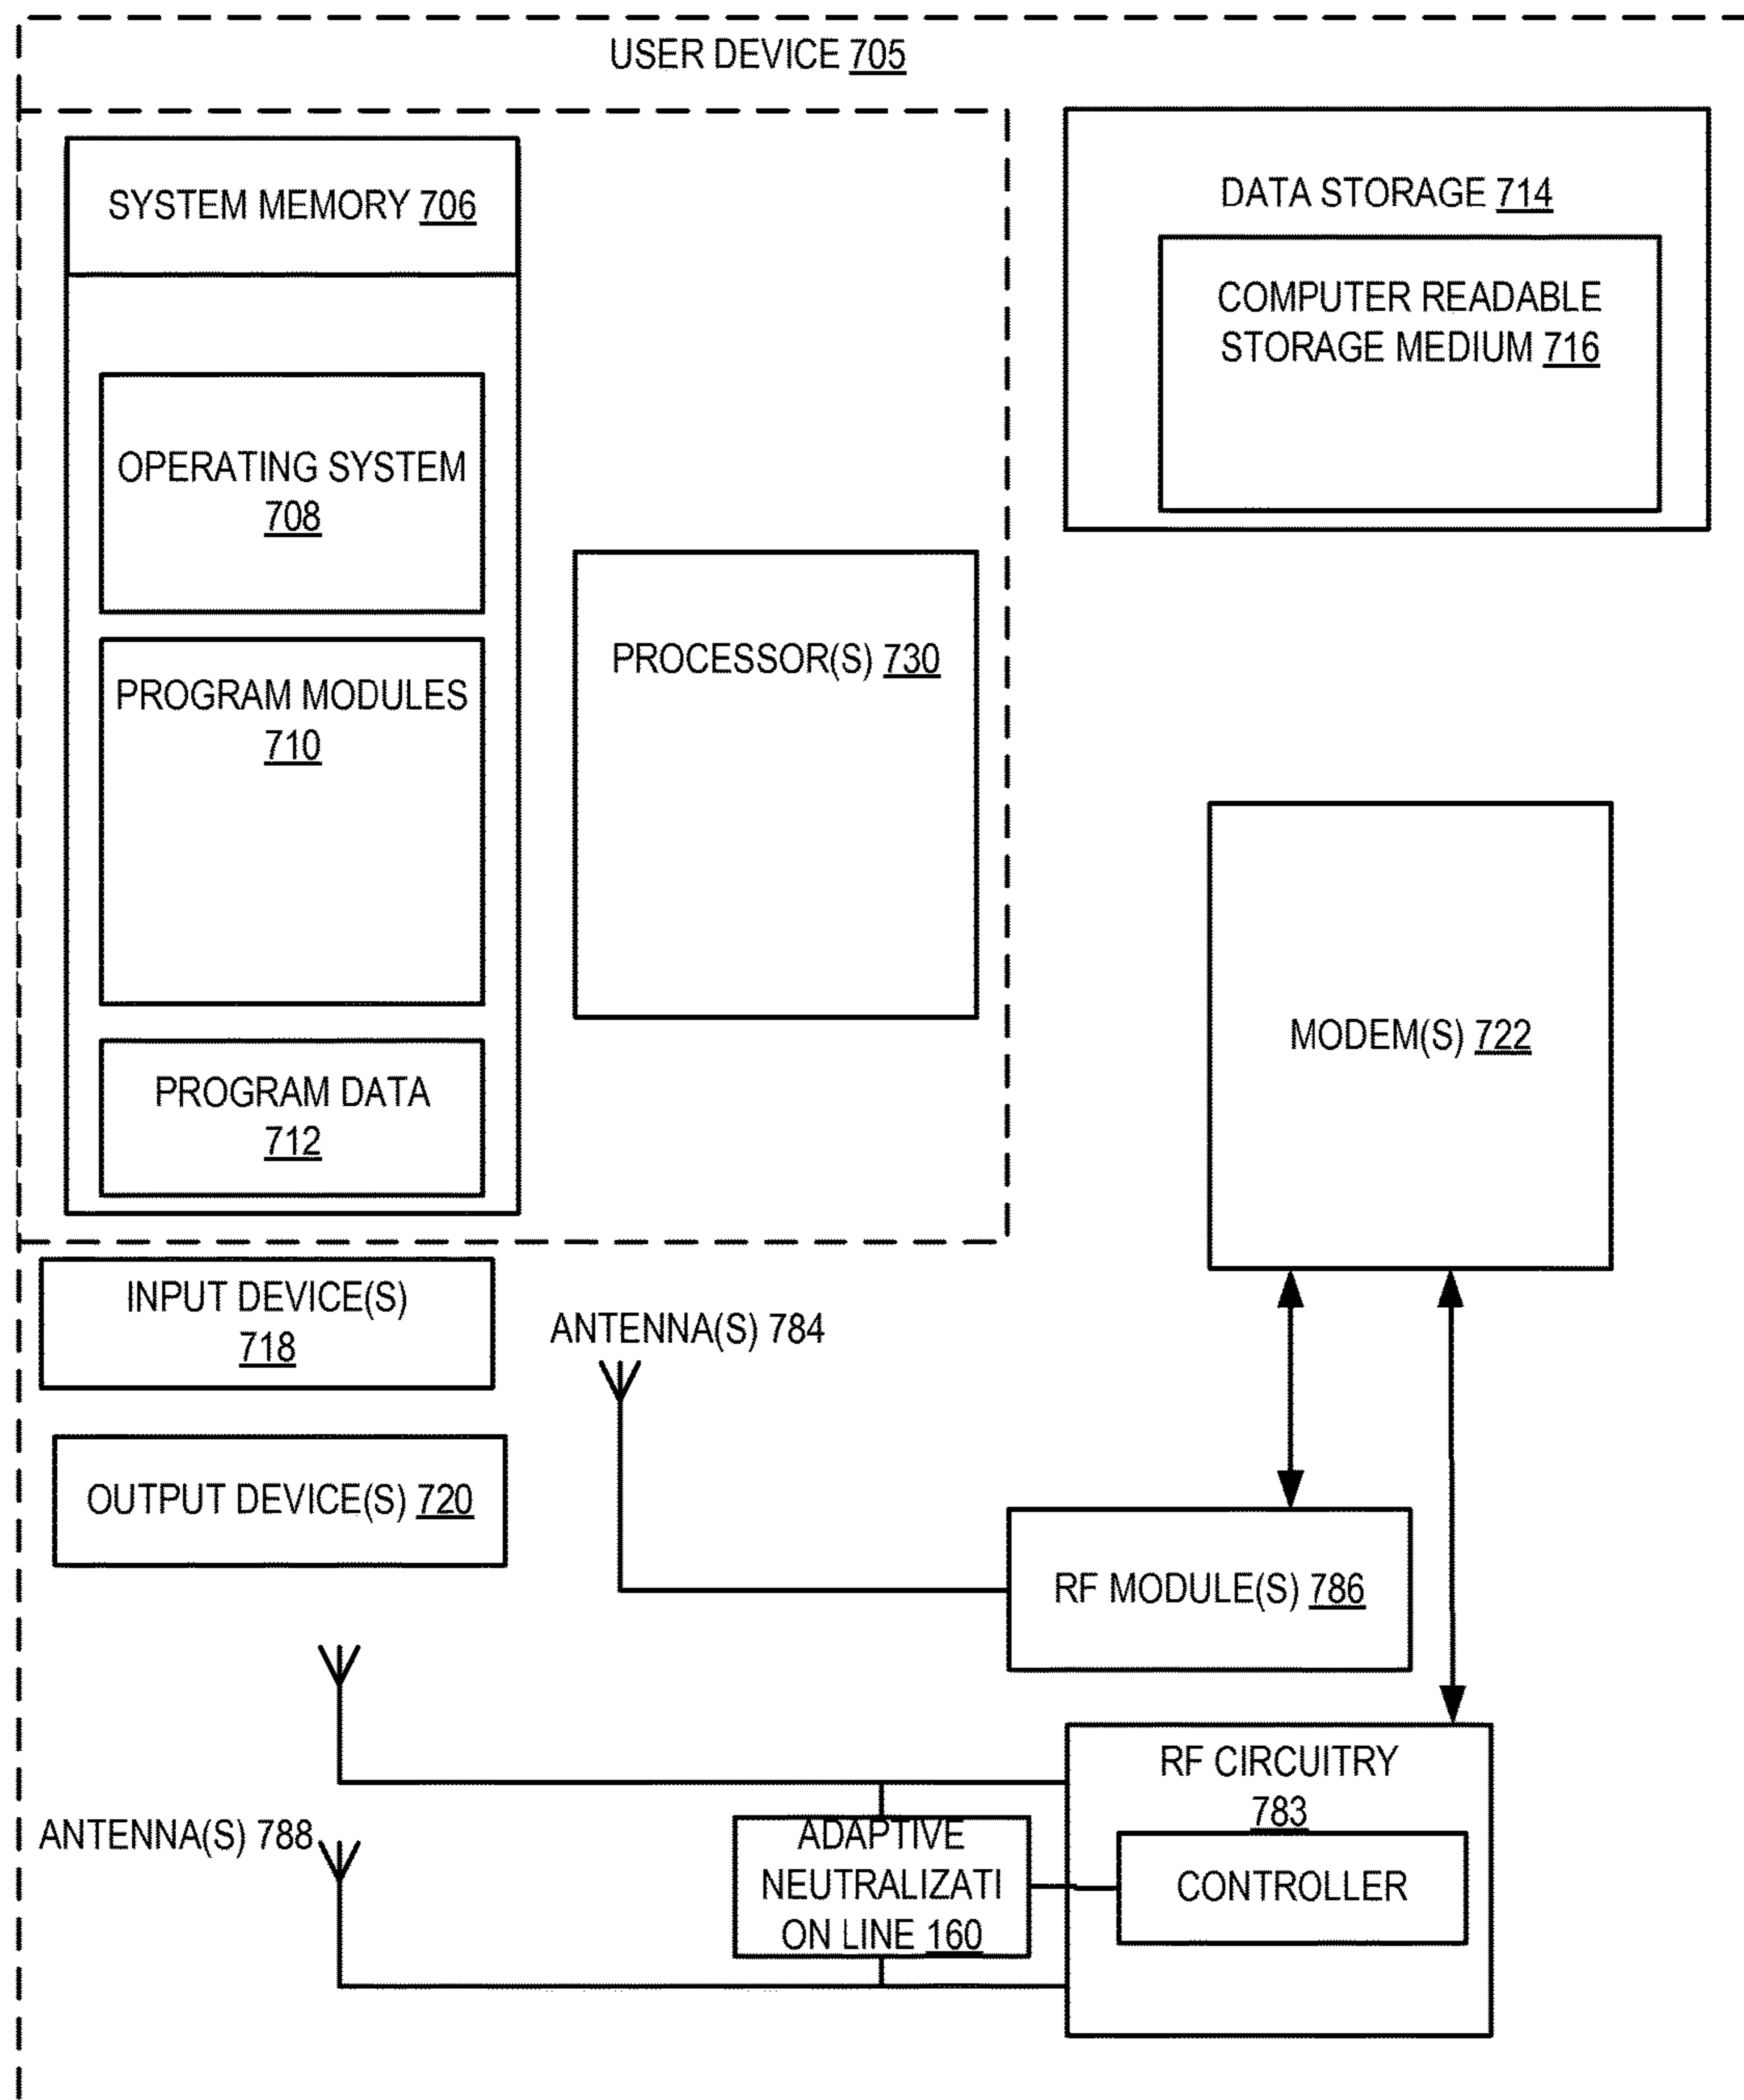 USER DEVICE 705
SYSTEM MEMORY 706
OPERATING SYSTEM
708
PROGRAM MODULES
710
PROGRAM DATA
712
PROCESSOR(S) 730
DATA STORAGE 714
COMPUTER READABLE
STORAGE MEDIUM 716
MODEM(S) 722
INPUT DEVICE(S)
718
OUTPUT DEVICE(S) 720
ANTENNA(S) 784
RF MODULE(S) 786
ANTENNA(S) 788
ADAPTIVE
NEUTRALIZATI
ON LINE 160
RF CIRCUITRY
783
CONTROLLER